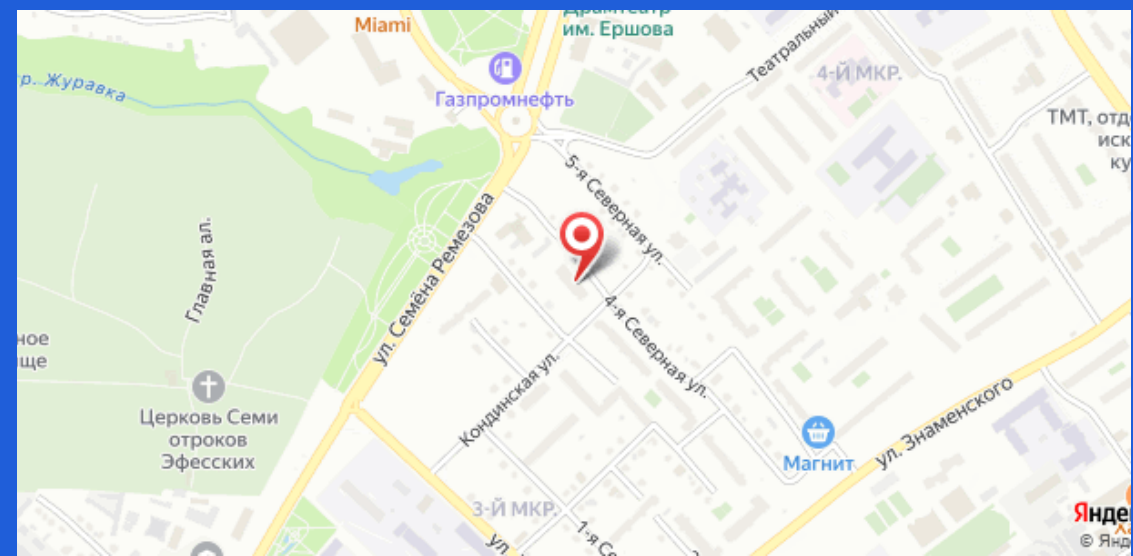 Miami
Драмтеатр
им. Ершова
Театральный
4-Й МКР.
р. Журавка
Газпромнефть
ТМТ, отд
иск
ку
5-я Северная ул.
Главная ал.
ул. Семёна Ремезова
4-я Северная ул.
ное
ище
Церковь Семи
отроков
Эфесских
Кондинская ул.
Магнит
ул. Знаменского
3-Й МКР.
1-я Се
ул.
Янде
© Янд